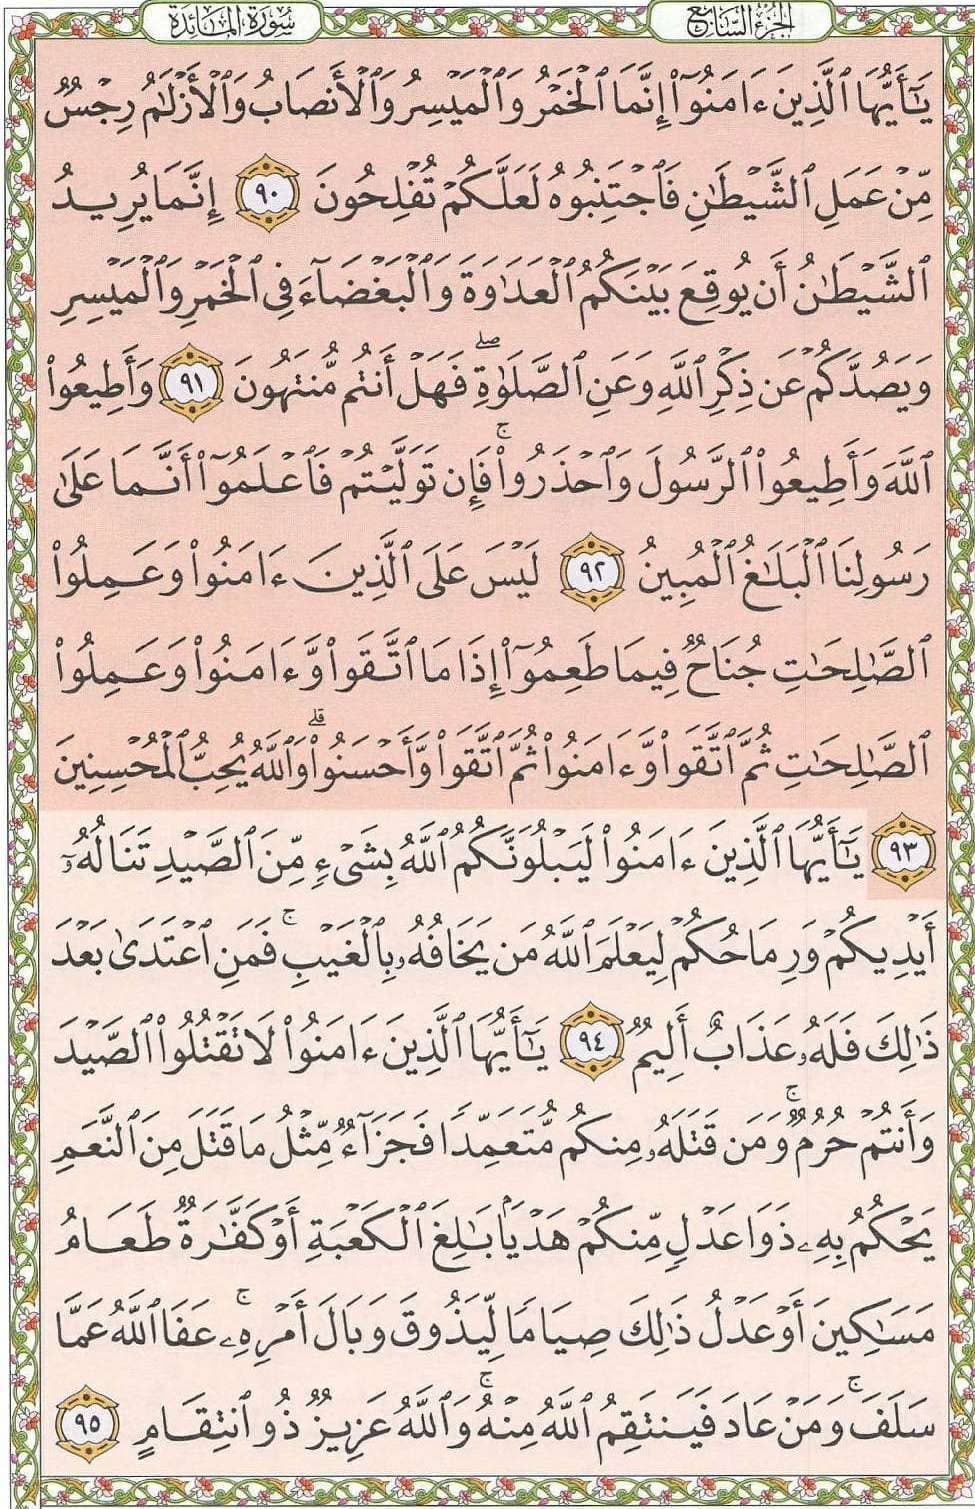 الجزء السابع
سورة المائدة
يَٰٓأَيُّهَا ٱلَّذِينَ ءَامَنُوٓاْ إِنَّمَا ٱلْخَمْرُ وَٱلْمَيْسِرُ وَٱلْأَنصَابُ وَٱلْأَزْلَٰمُ رِجْسٌ
مِّنْ عَمَلِ ٱلشَّيْطَٰنِ فَٱجْتَنِبُوهُ لَعَلَّكُمْ تُفْلِحُونَ ٩٠ إِنَّمَا يُرِيدُ
ٱلشَّيْطَٰنُ أَن يُوقِعَ بَيْنَكُمُ ٱلْعَدَٰوَةَ وَٱلْبَغْضَآءَ فِى ٱلْخَمْرِ وَٱلْمَيْسِرِ
وَيَصُدَّكُمْ عَن ذِكْرِ ٱللَّهِ وَعَنِ ٱلصَّلَوٰةِ ۖ فَهَلْ أَنتُم مُّنتَهُونَ ٩١ وَأَطِيعُواْ
ٱللَّهَ وَأَطِيعُواْ ٱلرَّسُولَ وَٱحْذَرُواْ ۚ فَإِن تَوَلَّيْتُمْ فَٱعْلَمُوٓاْ أَنَّمَا عَلَىٰ
رَسُولِنَا ٱلْبَلَٰغُ ٱلْمُبِينُ ٩٢ لَيْسَ عَلَى ٱلَّذِينَ ءَامَنُواْ وَعَمِلُواْ
ٱلصَّٰلِحَٰتِ جُنَاحٌ فِيمَا طَعِمُوٓاْ إِذَا مَا ٱتَّقَواْ وَّءَامَنُواْ وَعَمِلُواْ
ٱلصَّٰلِحَٰتِ ثُمَّ ٱتَّقَواْ وَّءَامَنُواْ ثُمَّ ٱتَّقَواْ وَّأَحْسَنُواْ ۗ وَٱللَّهُ يُحِبُّ ٱلْمُحْسِنِينَ
٩٣ يَٰٓأَيُّهَا ٱلَّذِينَ ءَامَنُواْ لَيَبْلُوَنَّكُمُ ٱللَّهُ بِشَىْءٍ مِّنَ ٱلصَّيْدِ تَنَالُهُۥٓ
أَيْدِيكُمْ وَرِمَاحُكُمْ لِيَعْلَمَ ٱللَّهُ مَن يَخَافُهُۥ بِٱلْغَيْبِ ۚ فَمَنِ ٱعْتَدَىٰ بَعْدَ
ذَٰلِكَ فَلَهُۥ عَذَابٌ أَلِيمٌ ٩٤ يَٰٓأَيُّهَا ٱلَّذِينَ ءَامَنُواْ لَا تَقْتُلُواْ ٱلصَّيْدَ
وَأَنتُمْ حُرُمٌ ۚ وَمَن قَتَلَهُۥ مِنكُم مُّتَعَمِّدًا فَجَزَآءٌ مِّثْلُ مَا قَتَلَ مِنَ ٱلنَّعَمِ
يَحْكُمُ بِهِۦ ذَوَا عَدْلٍ مِّنكُمْ هَدْيًۢا بَٰلِغَ ٱلْكَعْبَةِ أَوْ كَفَّٰرَةٌ طَعَامُ
مَسَٰكِينَ أَوْ عَدْلُ ذَٰلِكَ صِيَامًا لِّيَذُوقَ وَبَالَ أَمْرِهِۦ ۗ عَفَا ٱللَّهُ عَمَّا
سَلَفَ ۚ وَمَنْ عَادَ فَيَنتَقِمُ ٱللَّهُ مِنْهُ ۚ وَٱللَّهُ عَزِيزٌ ذُو ٱنتِقَامٍ ٩٥